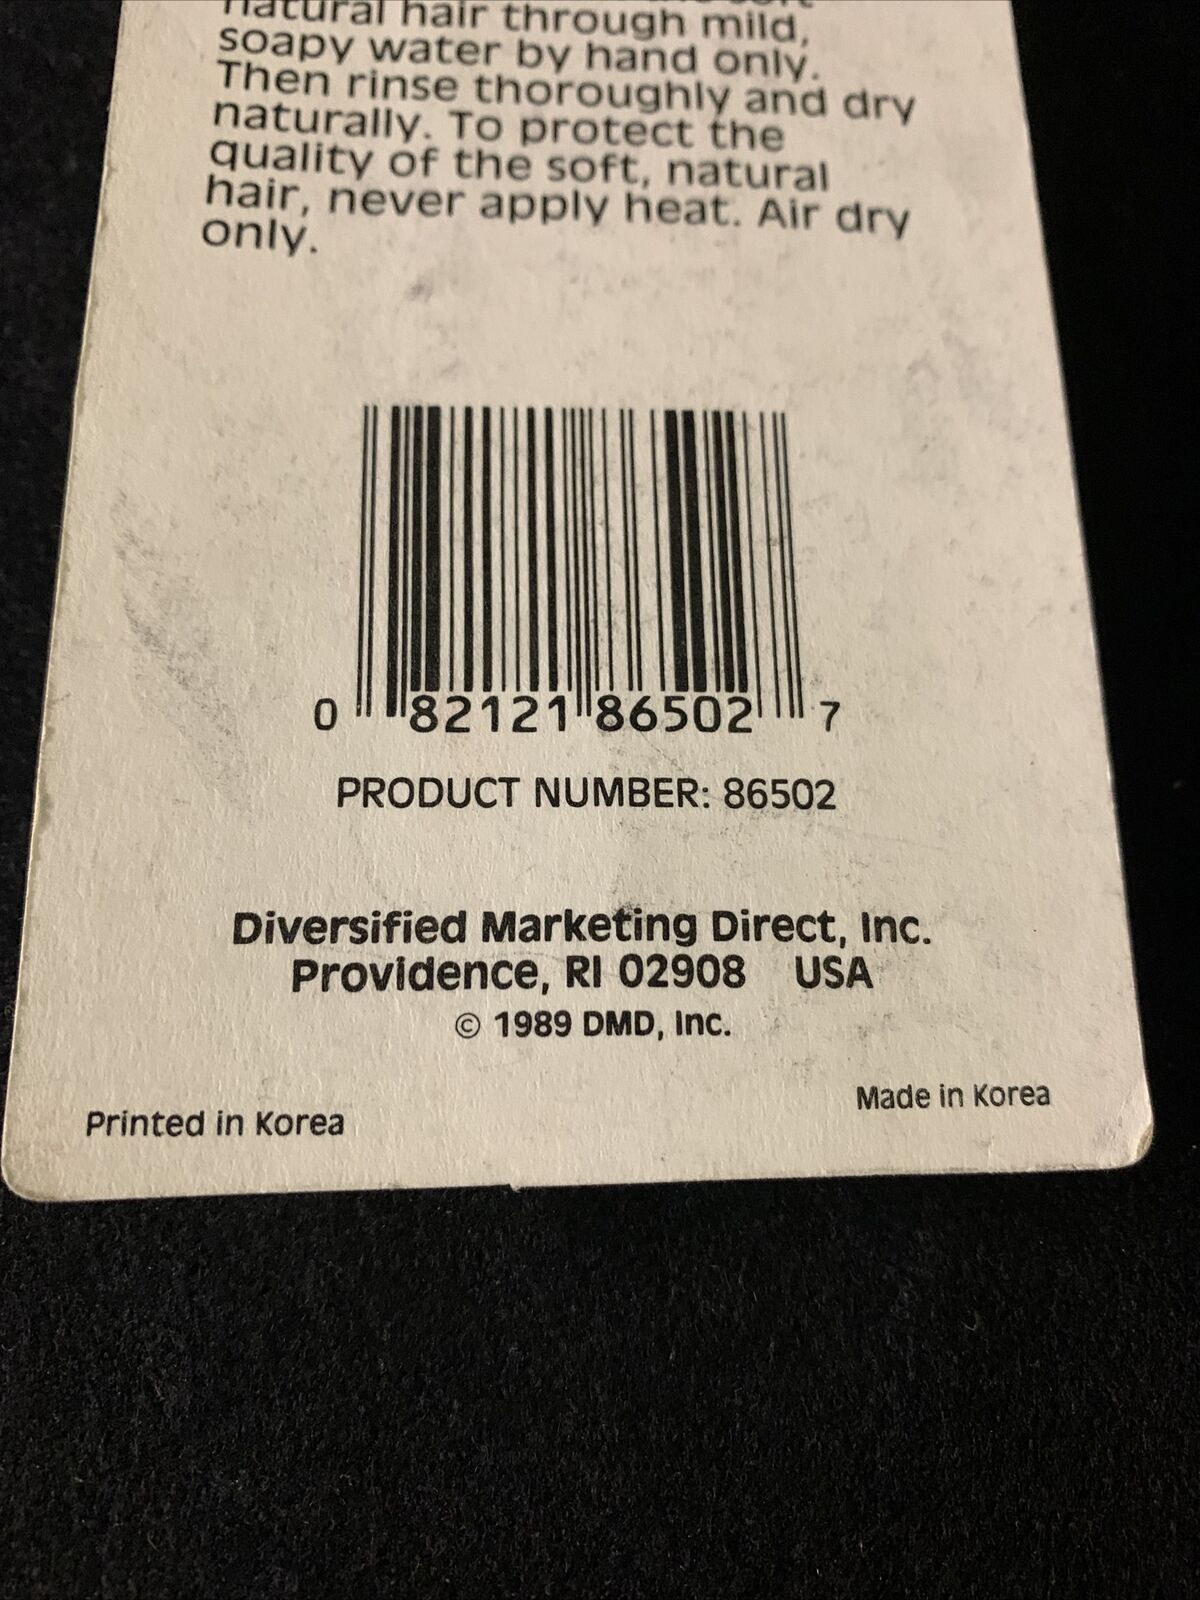 natural hair through mild,
soapy water by hand only.
Then rinse thoroughly and dry
naturally. To protect the
quality of the soft, natural
hair, never apply heat. Air dry
only.
0 82121 86502 7
PRODUCT NUMBER: 86502
Diversified Marketing Direct, Inc.
Providence, RI 02908 USA
© 1989 DMD, Inc.
Made in Korea
Printed in Korea